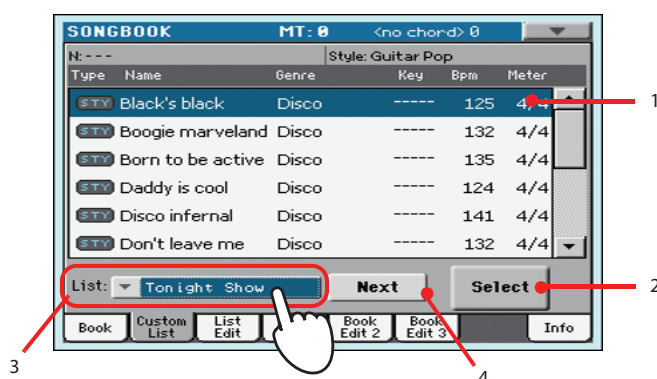 SONGBOOK MT: 0 <no chord> 0
N: --- Style: Guitar Pop
Type Name Genre Key Bpm Meter
STY Black's black Disco ----- 125 4/4 1
STY Boogie marveland Disco ----- 132 4/4
STY Born to be active Disco ----- 135 4/4
STY Daddy is cool Disco ----- 124 4/4
STY Disco infernal Disco ----- 141 4/4
STY Don't leave me Disco ----- 132 4/4
List: Tonight Show Next Select 2
Book Custom List List Edit Book Edit 2 Book Edit 3 Info
3 4